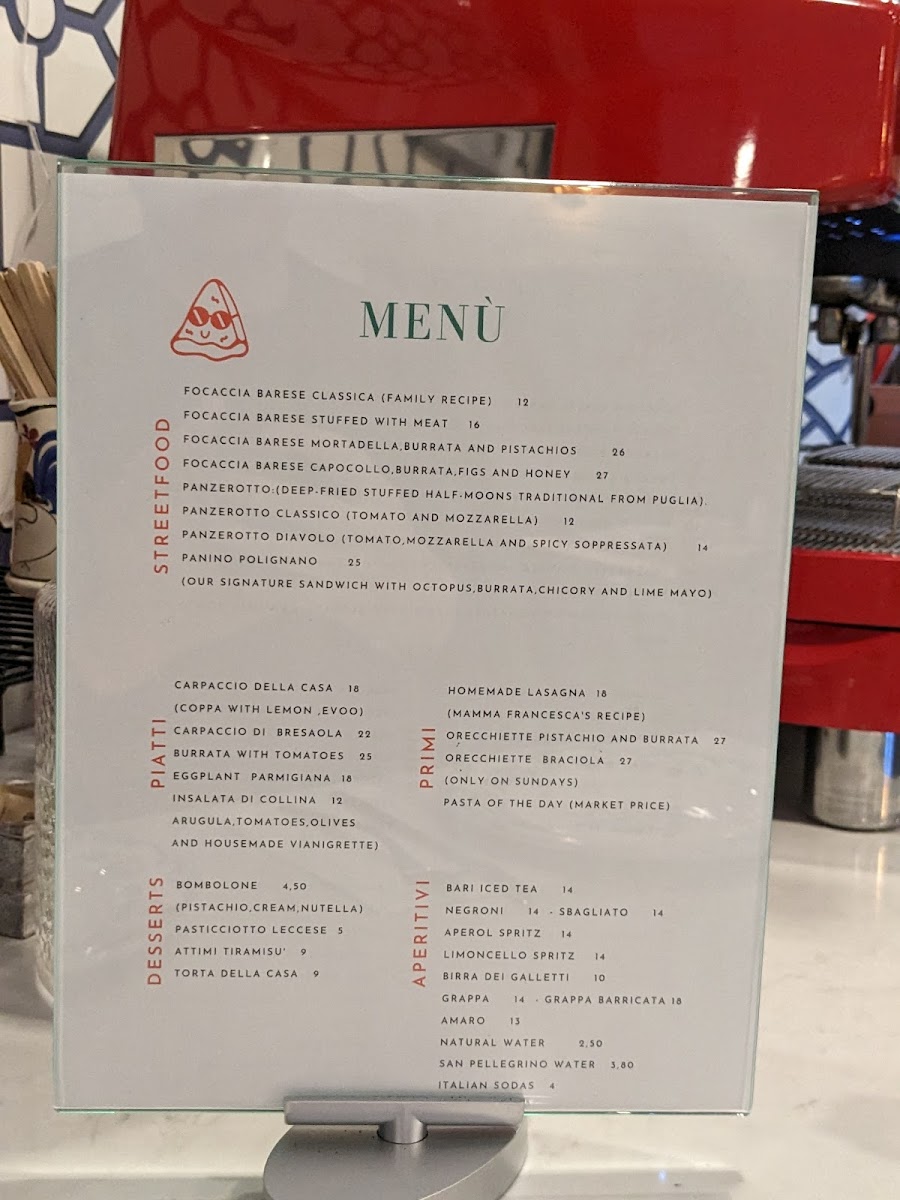 MENÙ
STREETFOOD
FOCACCIA BARESE CLASSICA (FAMILY RECIPE) 12
FOCACCIA BARESE STUFFED WITH MEAT 16
FOCACCIA BARESE MORTADELLA,BURRATA AND PISTACHIOS 26
FOCACCIA BARESE CAPOCOLLO,BURRATA,FIGS AND HONEY 27
PANZEROTTO:(DEEP-FRIED STUFFED HALF-MOONS TRADITIONAL FROM PUGLIA).
PANZEROTTO CLASSICO (TOMATO AND MOZZARELLA) 12
PANZEROTTO DIAVOLO (TOMATO,MOZZARELLA AND SPICY SOPPRESSATA) 14
PANINO POLIGNANO 25
(OUR SIGNATURE SANDWICH WITH OCTOPUS,BURRATA,CHICORY AND LIME MAYO)
PIATTI
CARPACCIO DELLA CASA 18
(COPPA WITH LEMON ,EVOO)
CARPACCIO DI BRESAOLA 22
BURRATA WITH TOMATOES 25
EGGPLANT PARMIGIANA 18
INSALATA DI COLLINA 12
ARUGULA,TOMATOES,OLIVES
AND HOUSEMADE VIANIGRETTE)
PRIMI
HOMEMADE LASAGNA 18
(MAMMA FRANCESCA'S RECIPE)
ORECCHIETTE PISTACHIO AND BURRATA 27
ORECCHIETTE BRACIOLA 27
(ONLY ON SUNDAYS)
PASTA OF THE DAY (MARKET PRICE)
DESSERTS
BOMBOLONE 4,50
(PISTACHIO,CREAM,NUTELLA)
PASTICCIOTTO LECCESE 5
ATTIMI TIRAMISU' 9
TORTA DELLA CASA 9
APERITIVI
BARI ICED TEA 14
NEGRONI 14 - SBAGLIATO 14
APEROL SPRITZ 14
LIMONCELLO SPRITZ 14
BIRRA DEI GALLETTI 10
GRAPPA 14 - GRAPPA BARRICATA 18
AMARO 13
NATURAL WATER 2,50
SAN PELLEGRINO WATER 3,80
ITALIAN SODAS 4